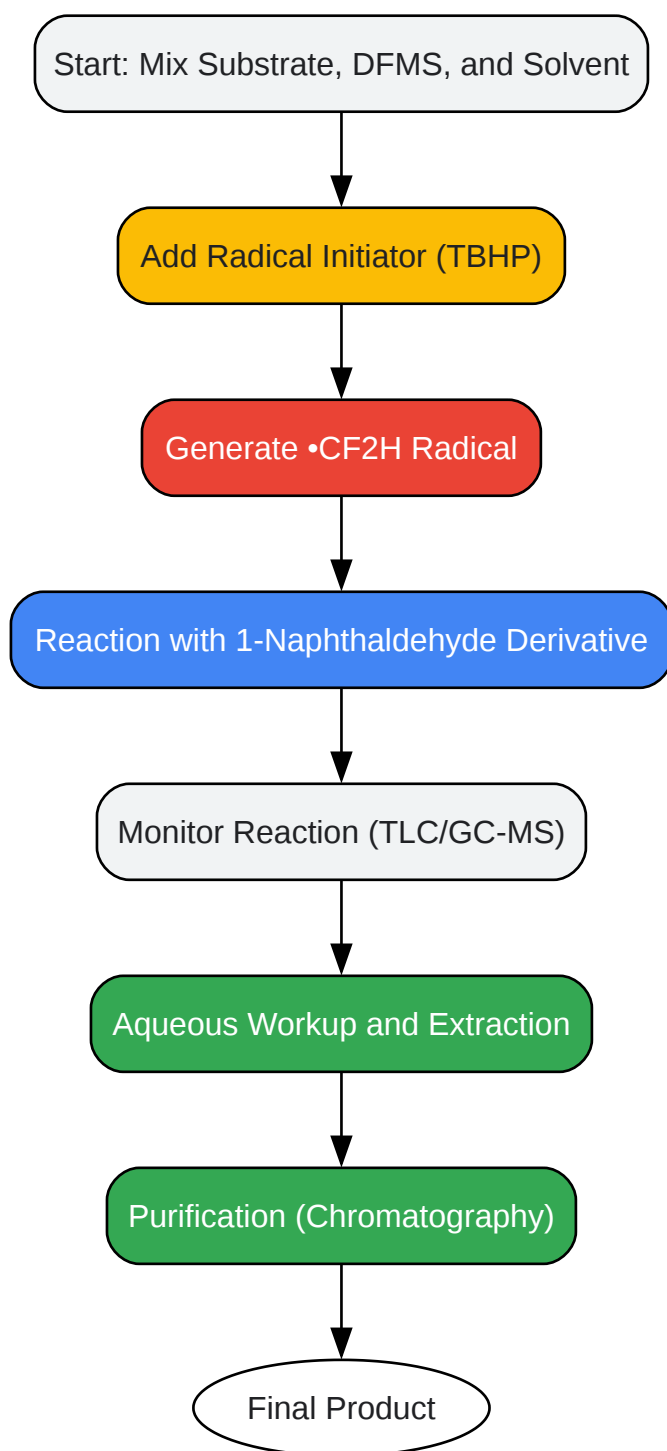 Start: Mix Substrate, DFMS, and Solvent
Add Radical Initiator (TBHP)
Generate •CF2H Radical
Reaction with 1-Naphthaldehyde Derivative
Monitor Reaction (TLC/GC-MS)
Aqueous Workup and Extraction
Purification (Chromatography)
Final Product